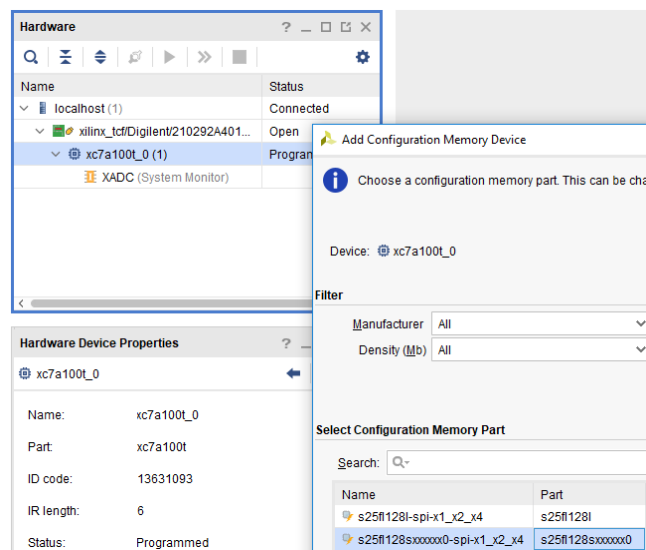 Hardware
Name Status
localhost (1) Connected
xilinx_tcf/Digilent/210292A401... Open
xc7a100t_0 (1) Program
XADC (System Monitor)
Add Configuration Memory Device
Choose a configuration memory part. This can be cha
Device: xc7a100t_0
Filter
Manufacturer All
Density (Mb) All
Hardware Device Properties
xc7a100t_0
Name: xc7a100t_0
Part: xc7a100t
ID code: 13631093
IR length: 6
Status: Programmed
Select Configuration Memory Part
Search:
Name Part
s25fl128l-spi-x1_x2_x4 s25fl128l
s25fl128sxxxxxx0-spi-x1_x2_x4 s25fl128sxxxxxx0